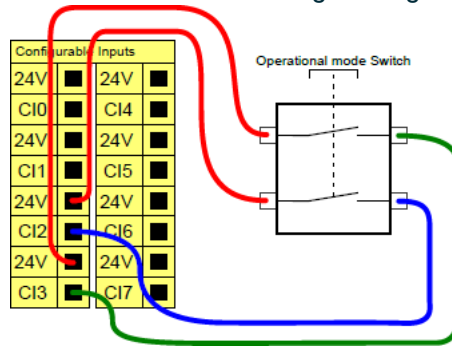 Configurable Inputs
Operational mode Switch
24V 24V
CI0 CI4
24V 24V
CI1 CI5
24V 24V
CI2 CI6
24V 24V
CI3 CI7